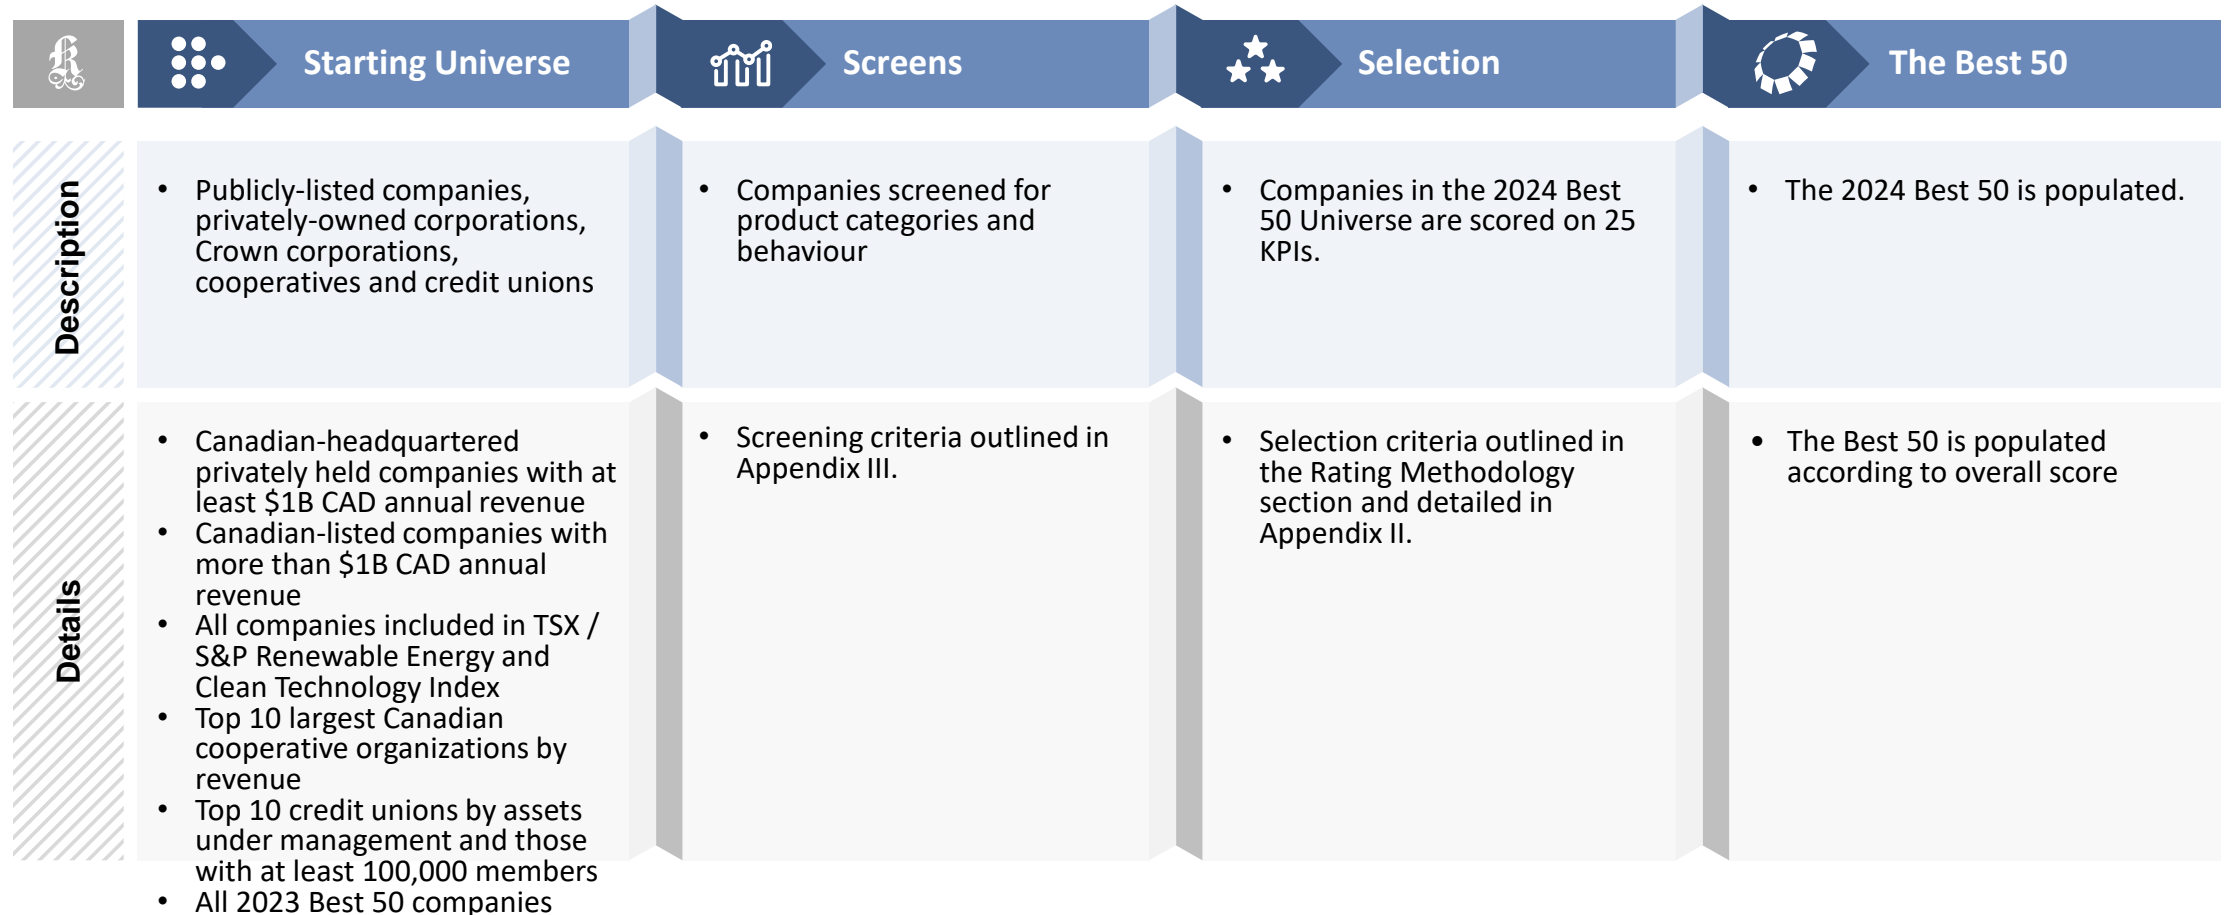 Starting Universe
Screens
Selection
The Best 50
Description
• Publicly-listed companies,
privately-owned corporations,
Crown corporations,
cooperatives and credit unions
• Companies screened for
product categories and
behaviour
• Companies in the 2024 Best
50 Universe are scored on 25
KPIs.
• The 2024 Best 50 is populated.
Details
• Canadian-headquartered
privately held companies with at
least $1B CAD annual revenue
• Canadian-listed companies with
more than $1B CAD annual
revenue
• All companies included in TSX /
S&P Renewable Energy and
Clean Technology Index
• Top 10 largest Canadian
cooperative organizations by
revenue
• Top 10 credit unions by assets
under management and those
with at least 100,000 members
• All 2023 Best 50 companies
• Screening criteria outlined in
Appendix III.
• Selection criteria outlined in
the Rating Methodology
section and detailed in
Appendix II.
• The Best 50 is populated
according to overall score